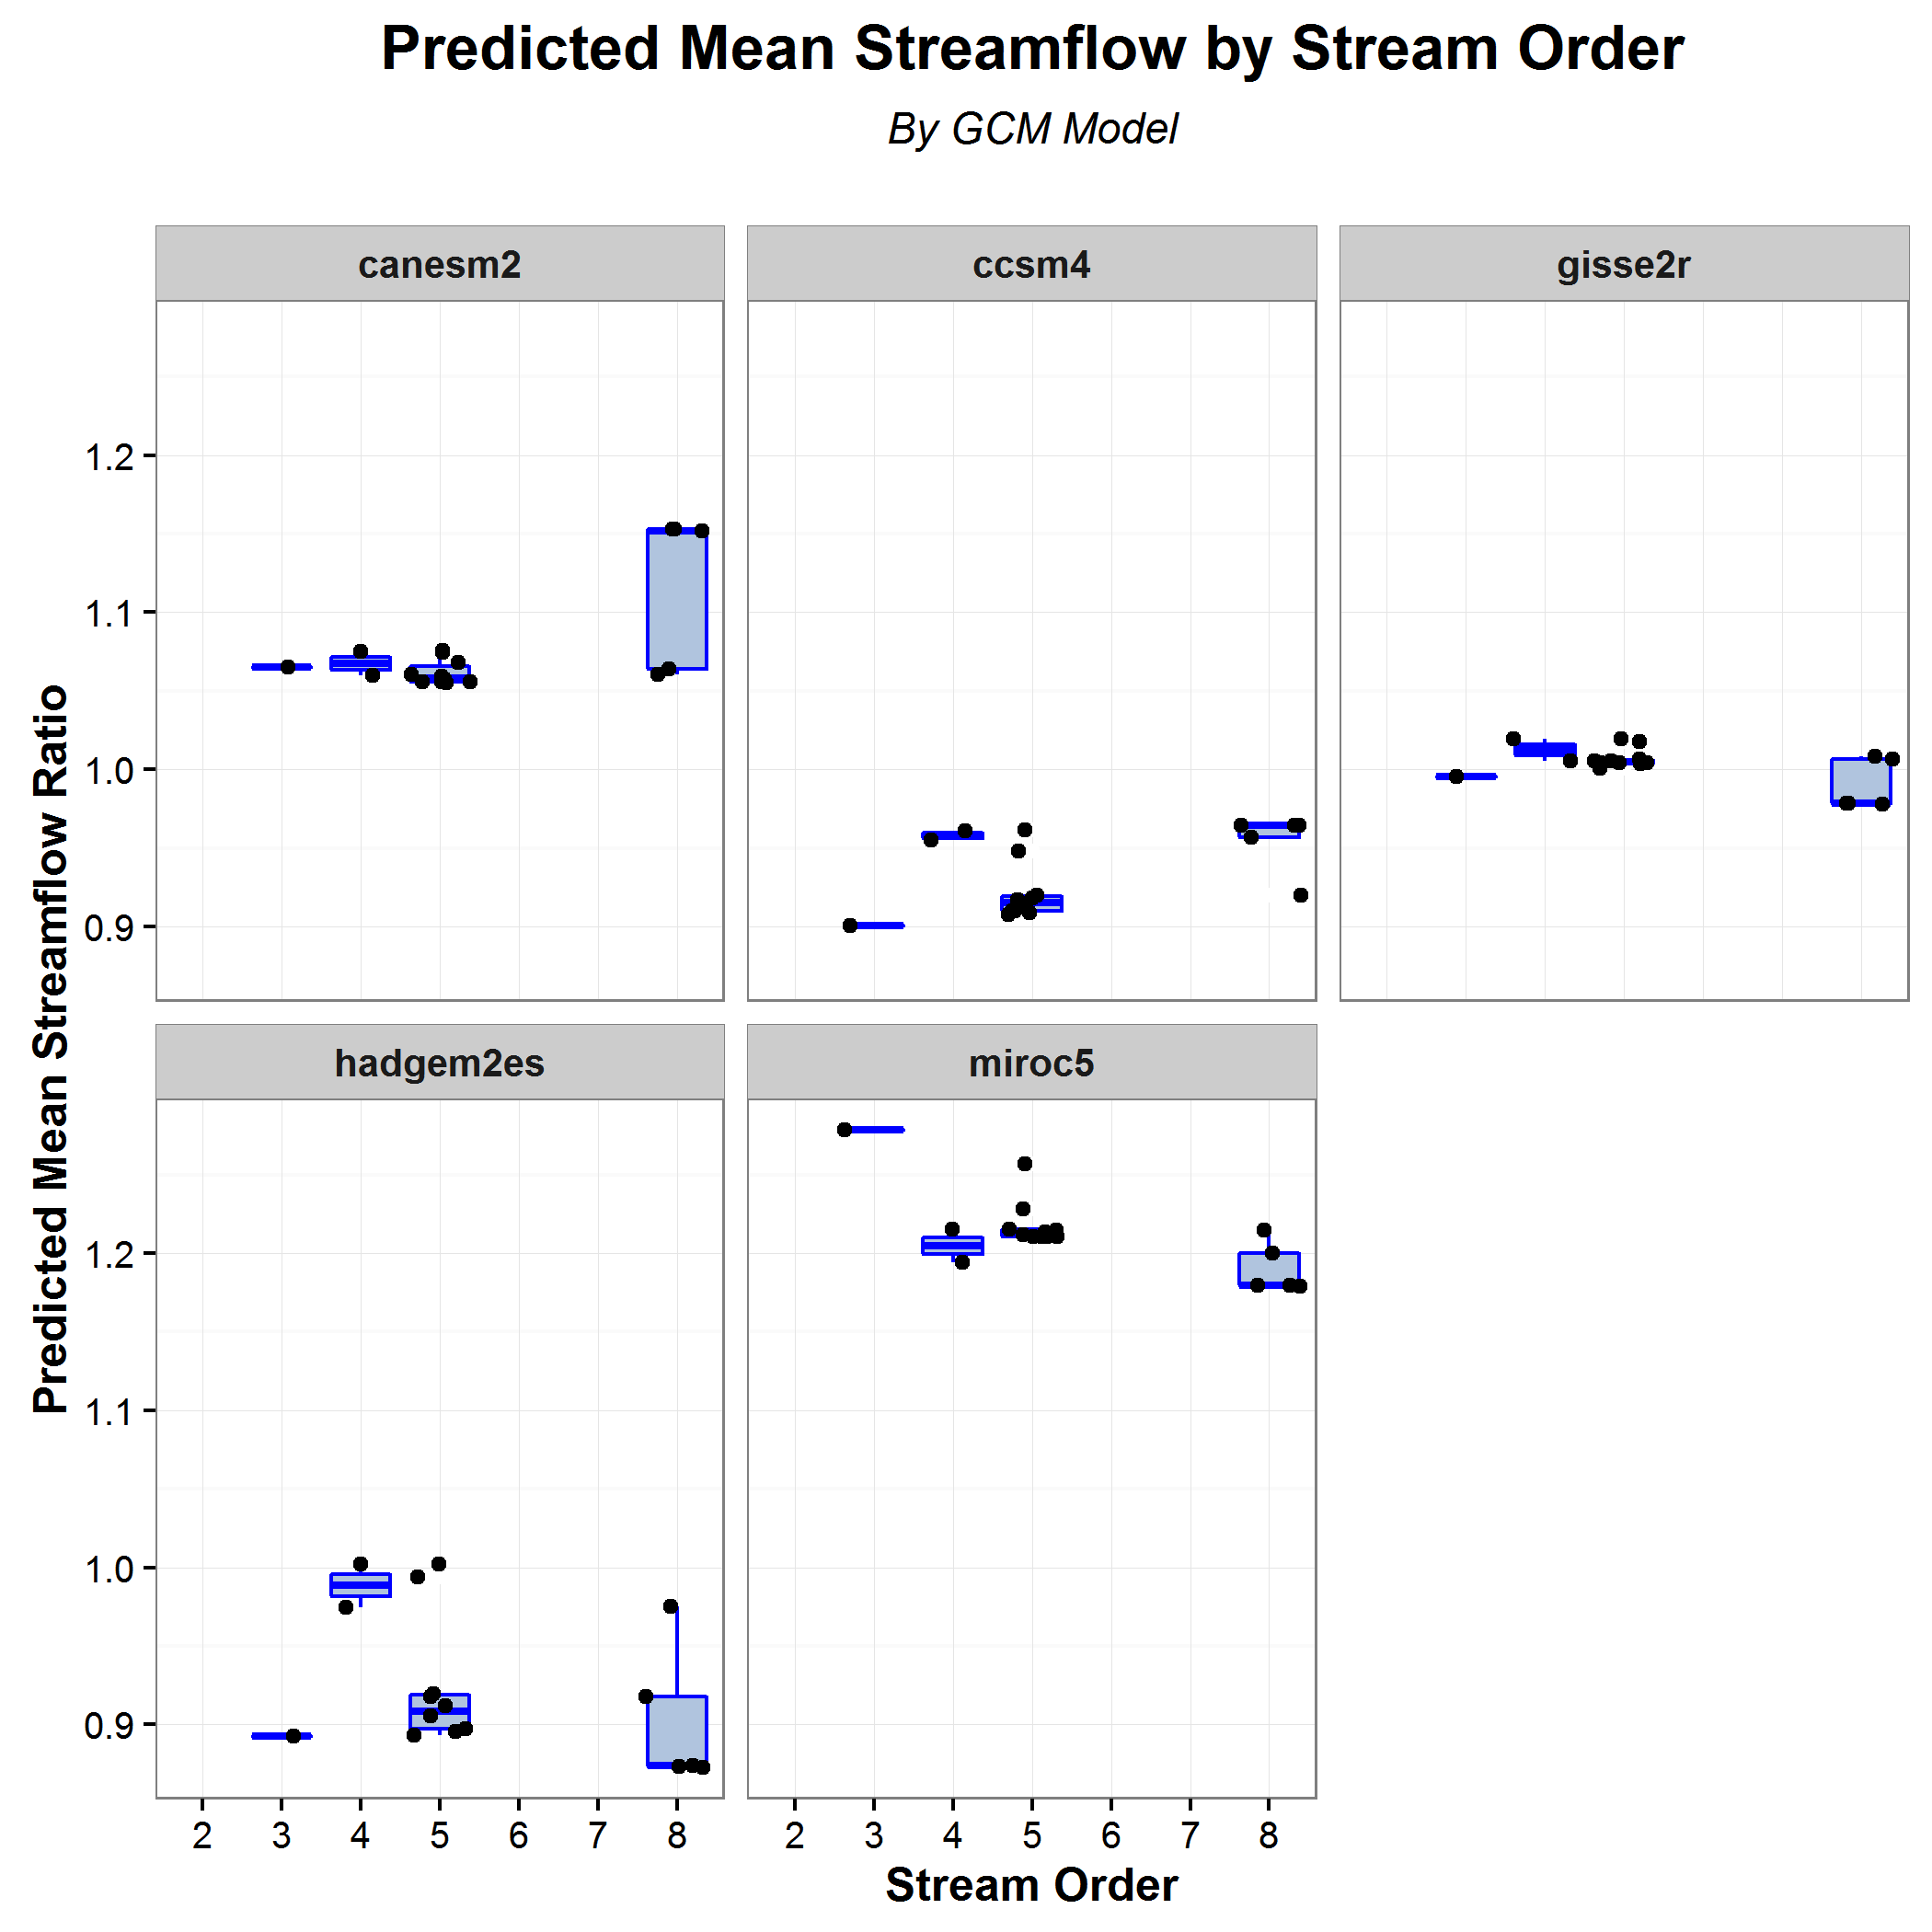 Predicted Mean Streamflow by Stream Order
By GCM Model
canesm2
ccsm4
gisse2r
1.2
1.1
1.0
0.9
Predicted Mean Streamflow Ratio
hadgem2es
miroc5
1.2
1.1
1.0
0.9
2 3 4 5 6 7 8
2 3 4 5 6 7 8
Stream Order